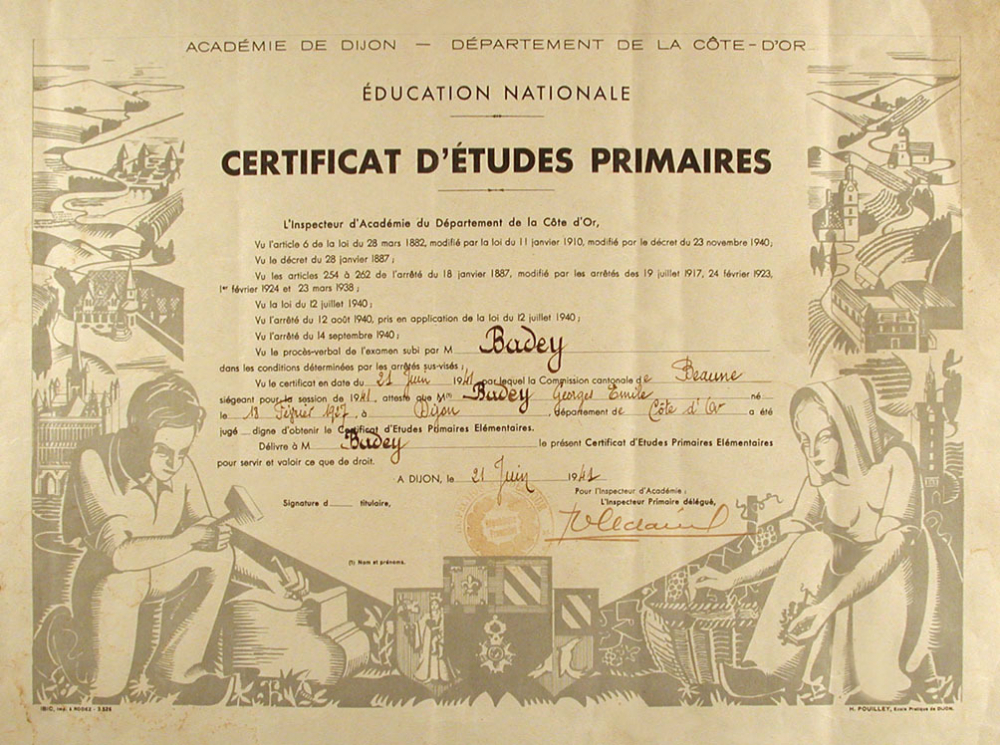 ACADÉMIE DE DIJON — DÉPARTEMENT DE LA CÔTE-D'OR
ÉDUCATION NATIONALE
CERTIFICAT D'ÉTUDES PRIMAIRES
L'Inspecteur d'Académie du Département de la Côte d'Or,
Vu l'article 6 de la loi du 28 mars 1882, modifié par la loi du 11 janvier 1910, modifié par le décret du 23 novembre 1940;
Vu le décret du 28 janvier 1887;
Vu les articles 254 à 262 de l'arrêté du 18 janvier 1887, modifié par les arrêtés des 19 juillet 1917, 24 février 1923,
1er février 1924 et 23 mars 1938;
Vu la loi du 12 juillet 1940;
Vu l'arrêté du 12 août 1940, pris en application de la loi du 12 juillet 1940;
Vu l'arrêté du 14 septembre 1940;
Vu le procès-verbal de l'examen subi par M Badey
dans les conditions déterminées par les arrêtés sus-visés;
Vu le certificat en date du 21 Juin 1941 par lequel la Commission cantonale de Beaune
siégeant pour la session de 1941, atteste que M(1) Badey Georges Emile né
le 18 Février 1927, à Dijon, département de Côte d'Or a été
jugé digne d'obtenir le Certificat d'Etudes Primaires Elémentaires.
Délivre à M Badey le présent Certificat d'Etudes Primaires Elémentaires
pour servir et valoir ce que de droit.
A DIJON, le 21 Juin 1941
Pour l'Inspecteur d'Académie:
Signature d titulaire,
L'Inspecteur Primaire délégué,
(1) Nom et prénoms.
IBIC, Imp. à RODEZ - 3.526
H. POUILLEY, Ecole Pratique de DIJON.